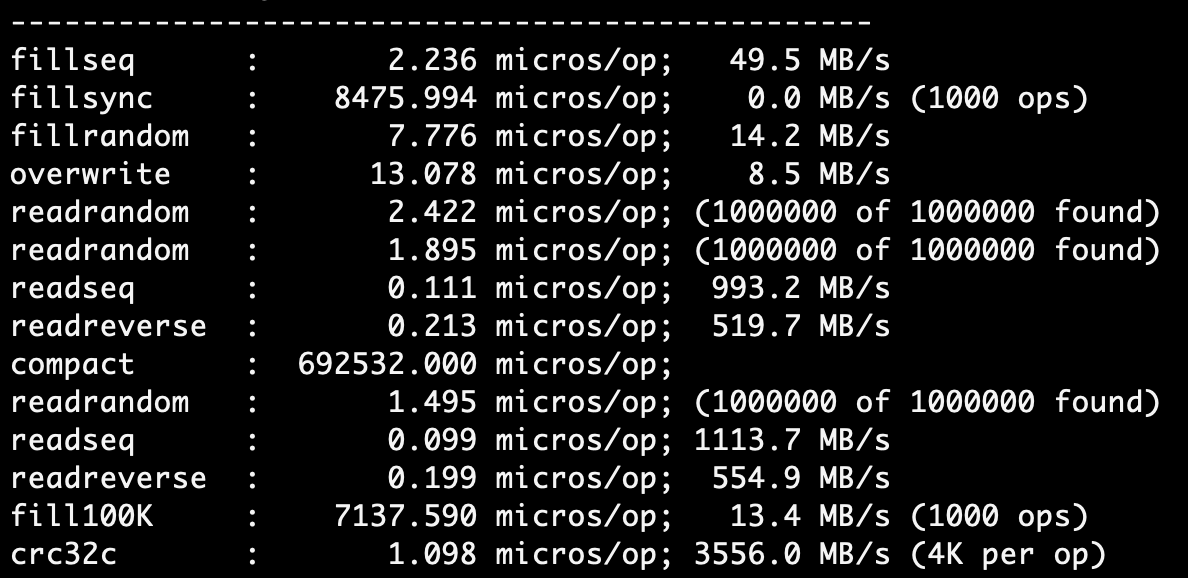 ------------------------------------------------
fillseq      :       2.236 micros/op;   49.5 MB/s
fillsync     :    8475.994 micros/op;    0.0 MB/s (1000 ops)
fillrandom   :       7.776 micros/op;   14.2 MB/s
overwrite    :      13.078 micros/op;    8.5 MB/s
readrandom   :       2.422 micros/op; (1000000 of 1000000 found)
readrandom   :       1.895 micros/op; (1000000 of 1000000 found)
readseq      :       0.111 micros/op;  993.2 MB/s
readreverse  :       0.213 micros/op;  519.7 MB/s
compact      :  692532.000 micros/op;
readrandom   :       1.495 micros/op; (1000000 of 1000000 found)
readseq      :       0.099 micros/op; 1113.7 MB/s
readreverse  :       0.199 micros/op;  554.9 MB/s
fill100K     :    7137.590 micros/op;   13.4 MB/s (1000 ops)
crc32c       :       1.098 micros/op; 3556.0 MB/s (4K per op)